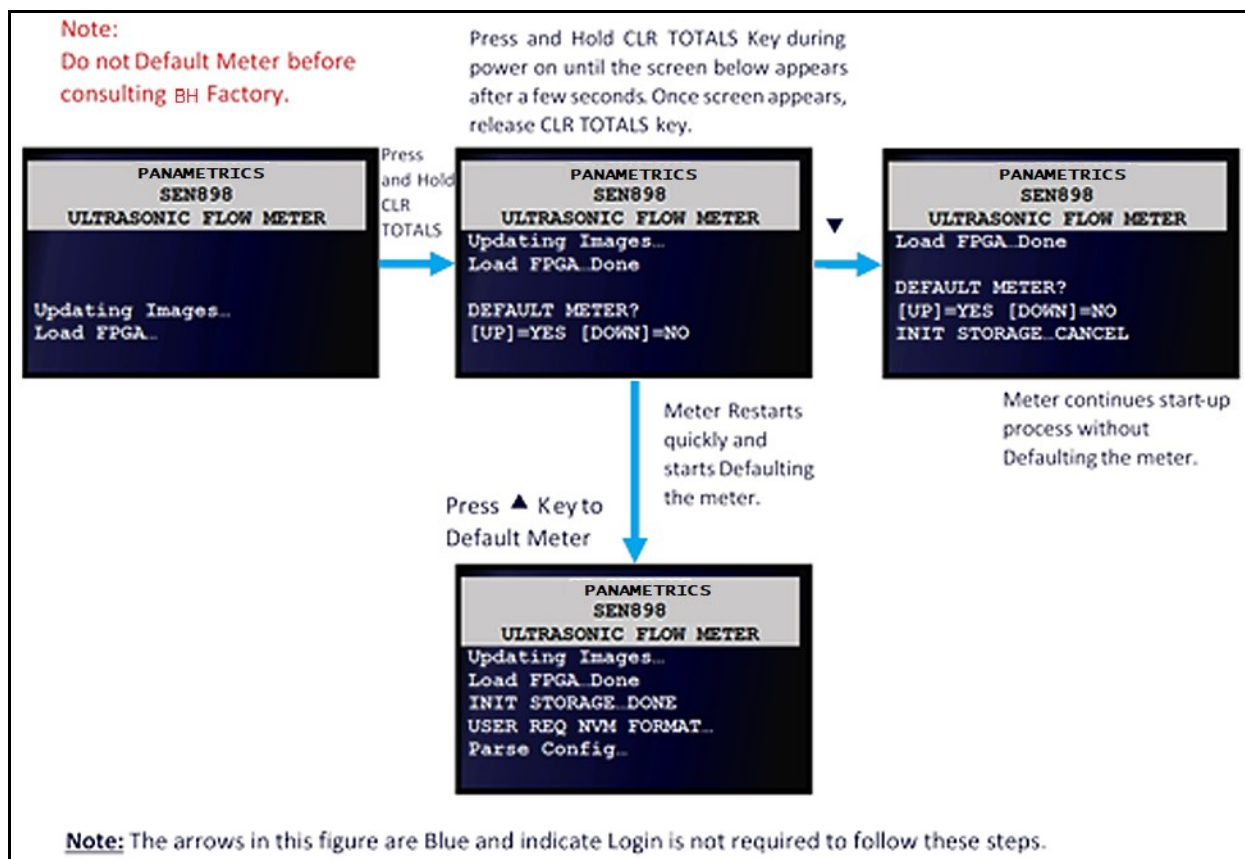 Note:
Do not Default Meter before
consulting BH Factory.
Press and Hold CLR TOTALS Key during
power on until the screen below appears
after a few seconds. Once screen appears,
release CLR TOTALS key.
PANAMETRICS
SEN898
ULTRASONIC FLOW METER
Updating Images...
Load FPGA...
Press
and Hold
CLR
TOTALS
PANAMETRICS
SEN898
ULTRASONIC FLOW METER
Updating Images...
Load FPGA...Done
DEFAULT METER?
[UP]=YES [DOWN]=NO
▼
PANAMETRICS
SEN898
ULTRASONIC FLOW METER
Load FPGA...Done
DEFAULT METER?
[UP]=YES [DOWN]=NO
INIT STORAGE...CANCEL
Meter continues start-up
process without
Defaulting the meter.
Meter Restarts
quickly and
starts Defaulting
the meter.
Press ▲ Key to
Default Meter
PANAMETRICS
SEN898
ULTRASONIC FLOW METER
Updating Images...
Load FPGA...Done
INIT STORAGE...DONE
USER REQ NVM FORMAT...
Parse Config...
Note: The arrows in this figure are Blue and indicate Login is not required to follow these steps.